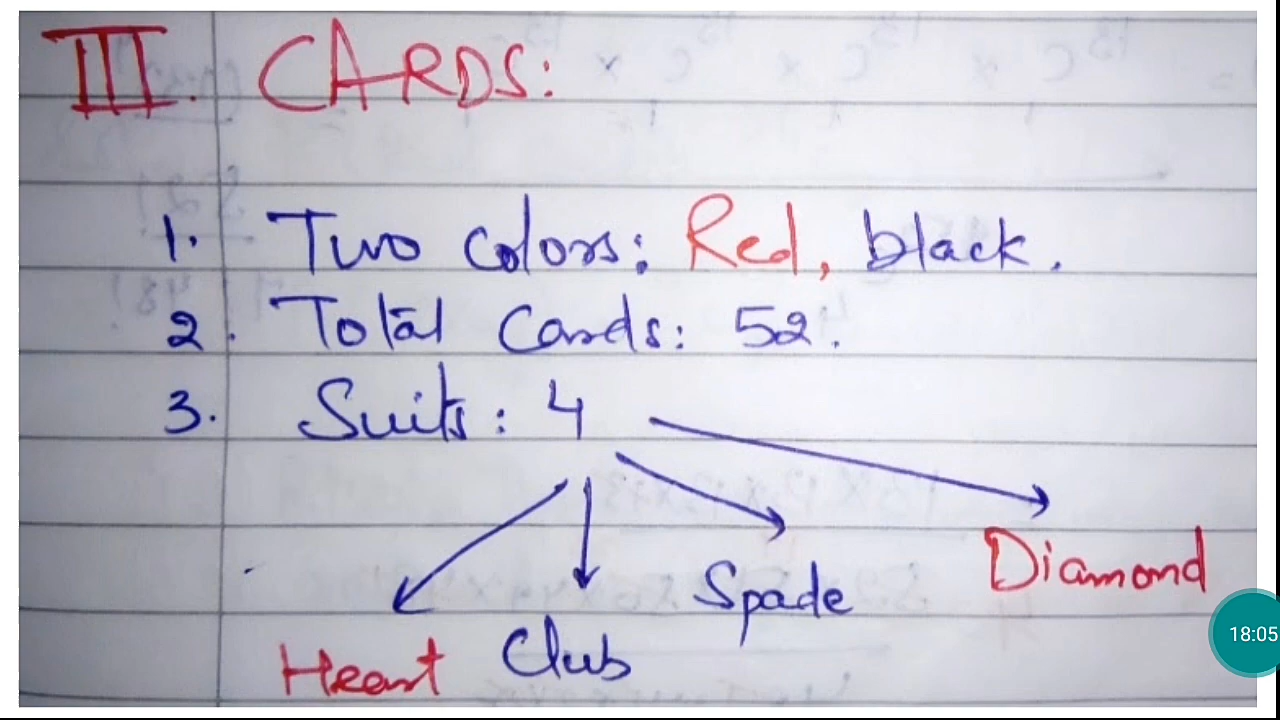 III. CARDS:
1. Two colors: Red, black.
2. Total Cards: 52.
3. Suits: 4
Heart Club Spade Diamond
18:05